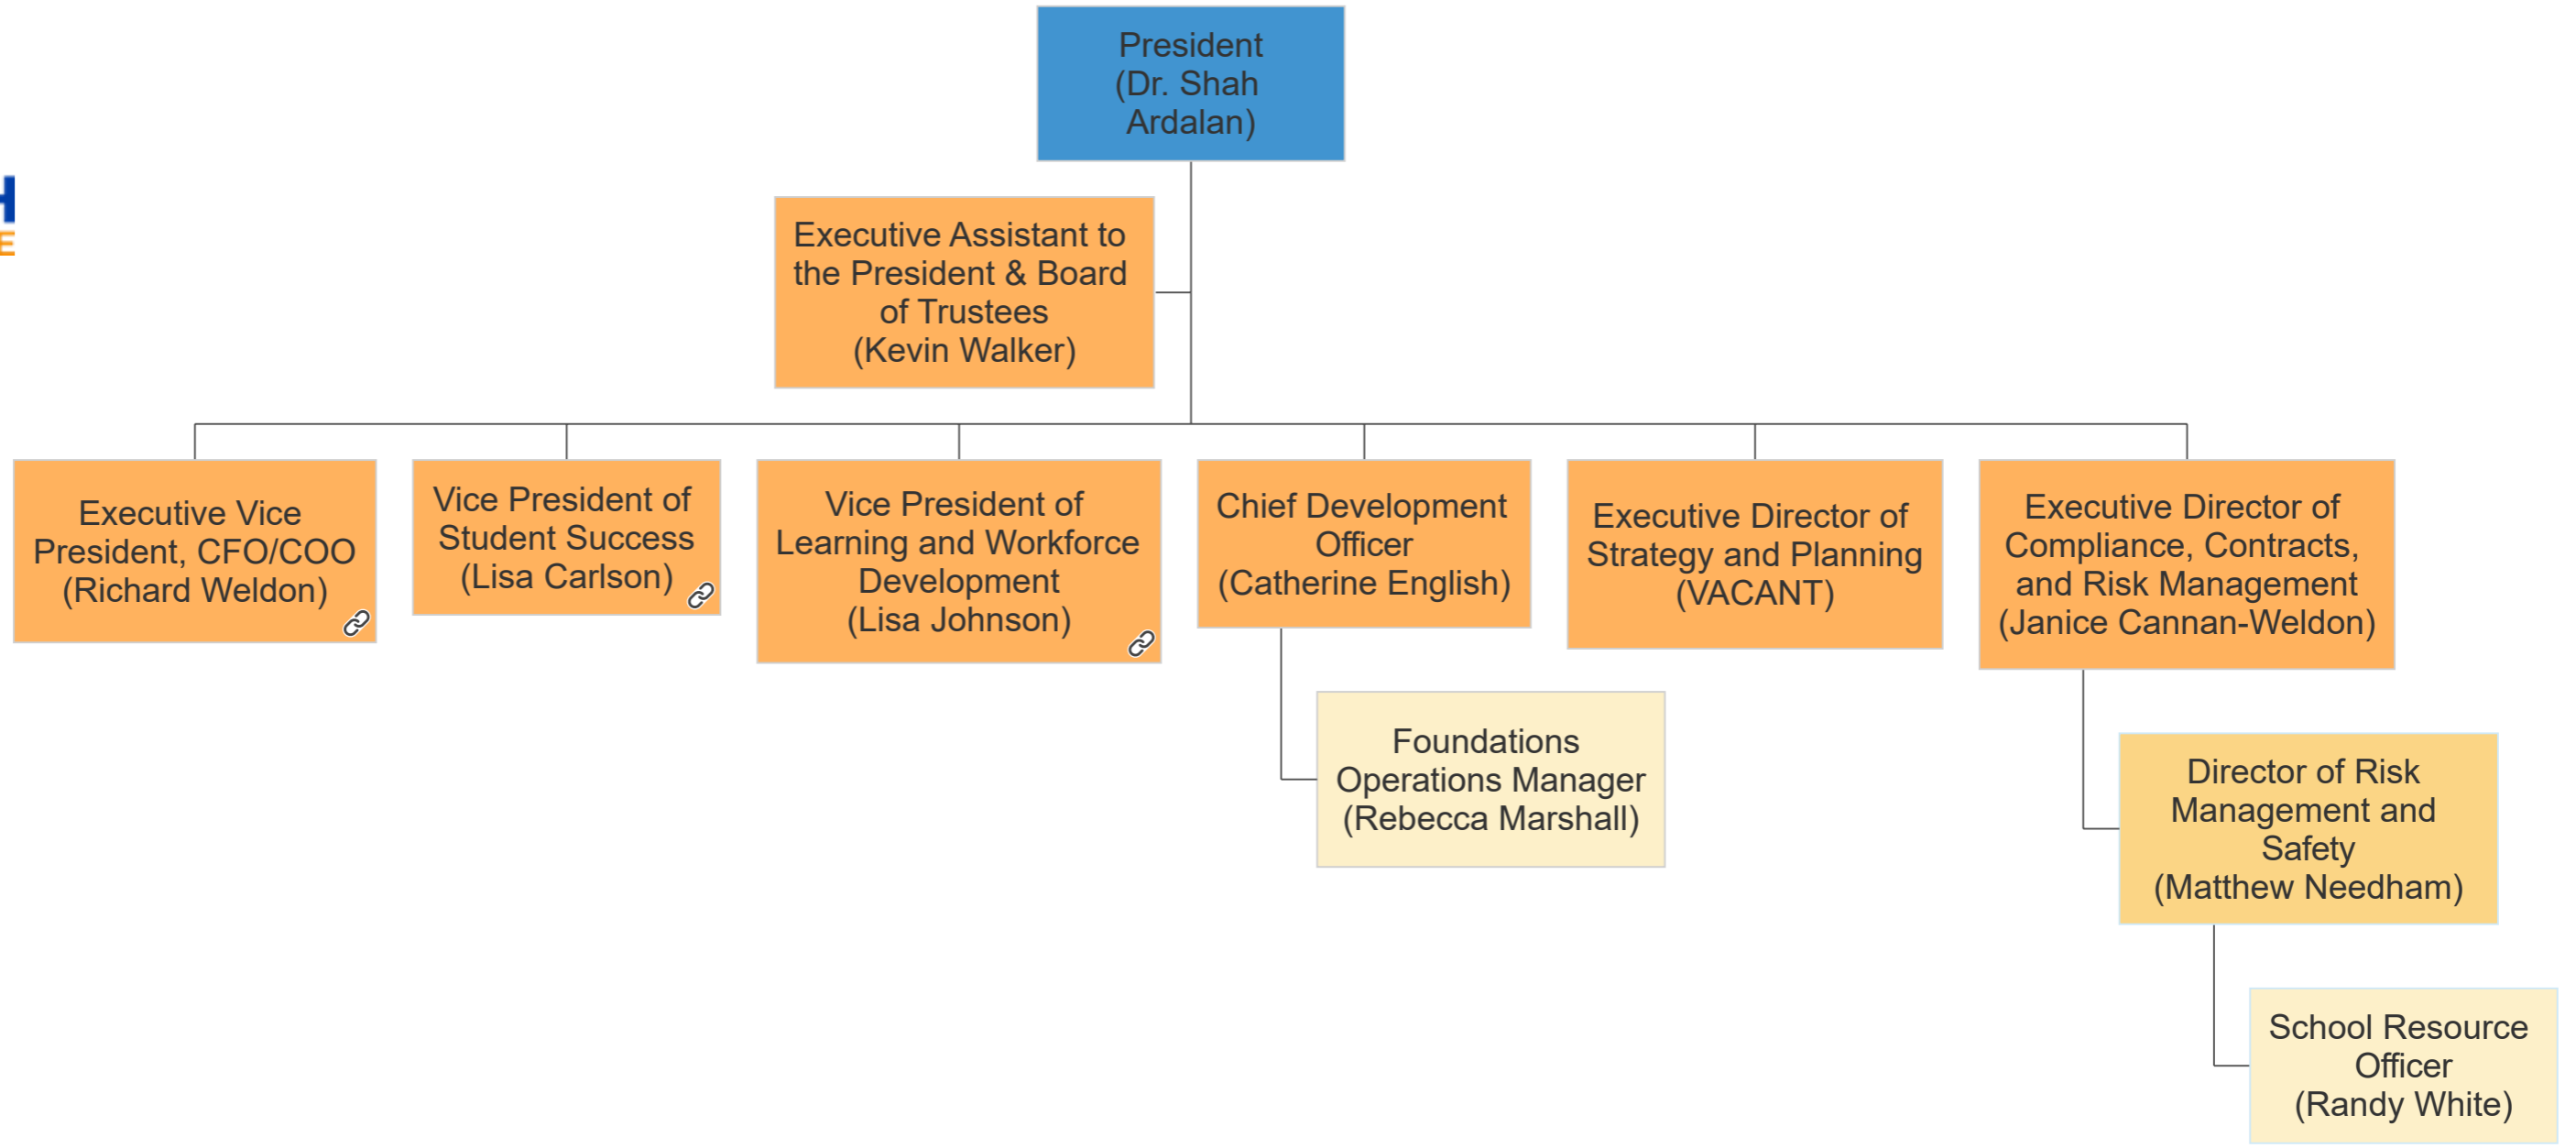 President
(Dr. Shah
Ardalan)
H
E
Executive Assistant to
the President & Board
of Trustees
(Kevin Walker)
Executive Vice
President, CFO/COO
(Richard Weldon)
Vice President of
Student Success
(Lisa Carlson)
Vice President of
Learning and Workforce
Development
(Lisa Johnson)
Chief Development
Officer
(Catherine English)
Executive Director of
Strategy and Planning
(VACANT)
Executive Director of
Compliance, Contracts,
and Risk Management
(Janice Cannan-Weldon)
Foundations
Operations Manager
(Rebecca Marshall)
Director of Risk
Management and
Safety
(Matthew Needham)
School Resource
Officer
(Randy White)